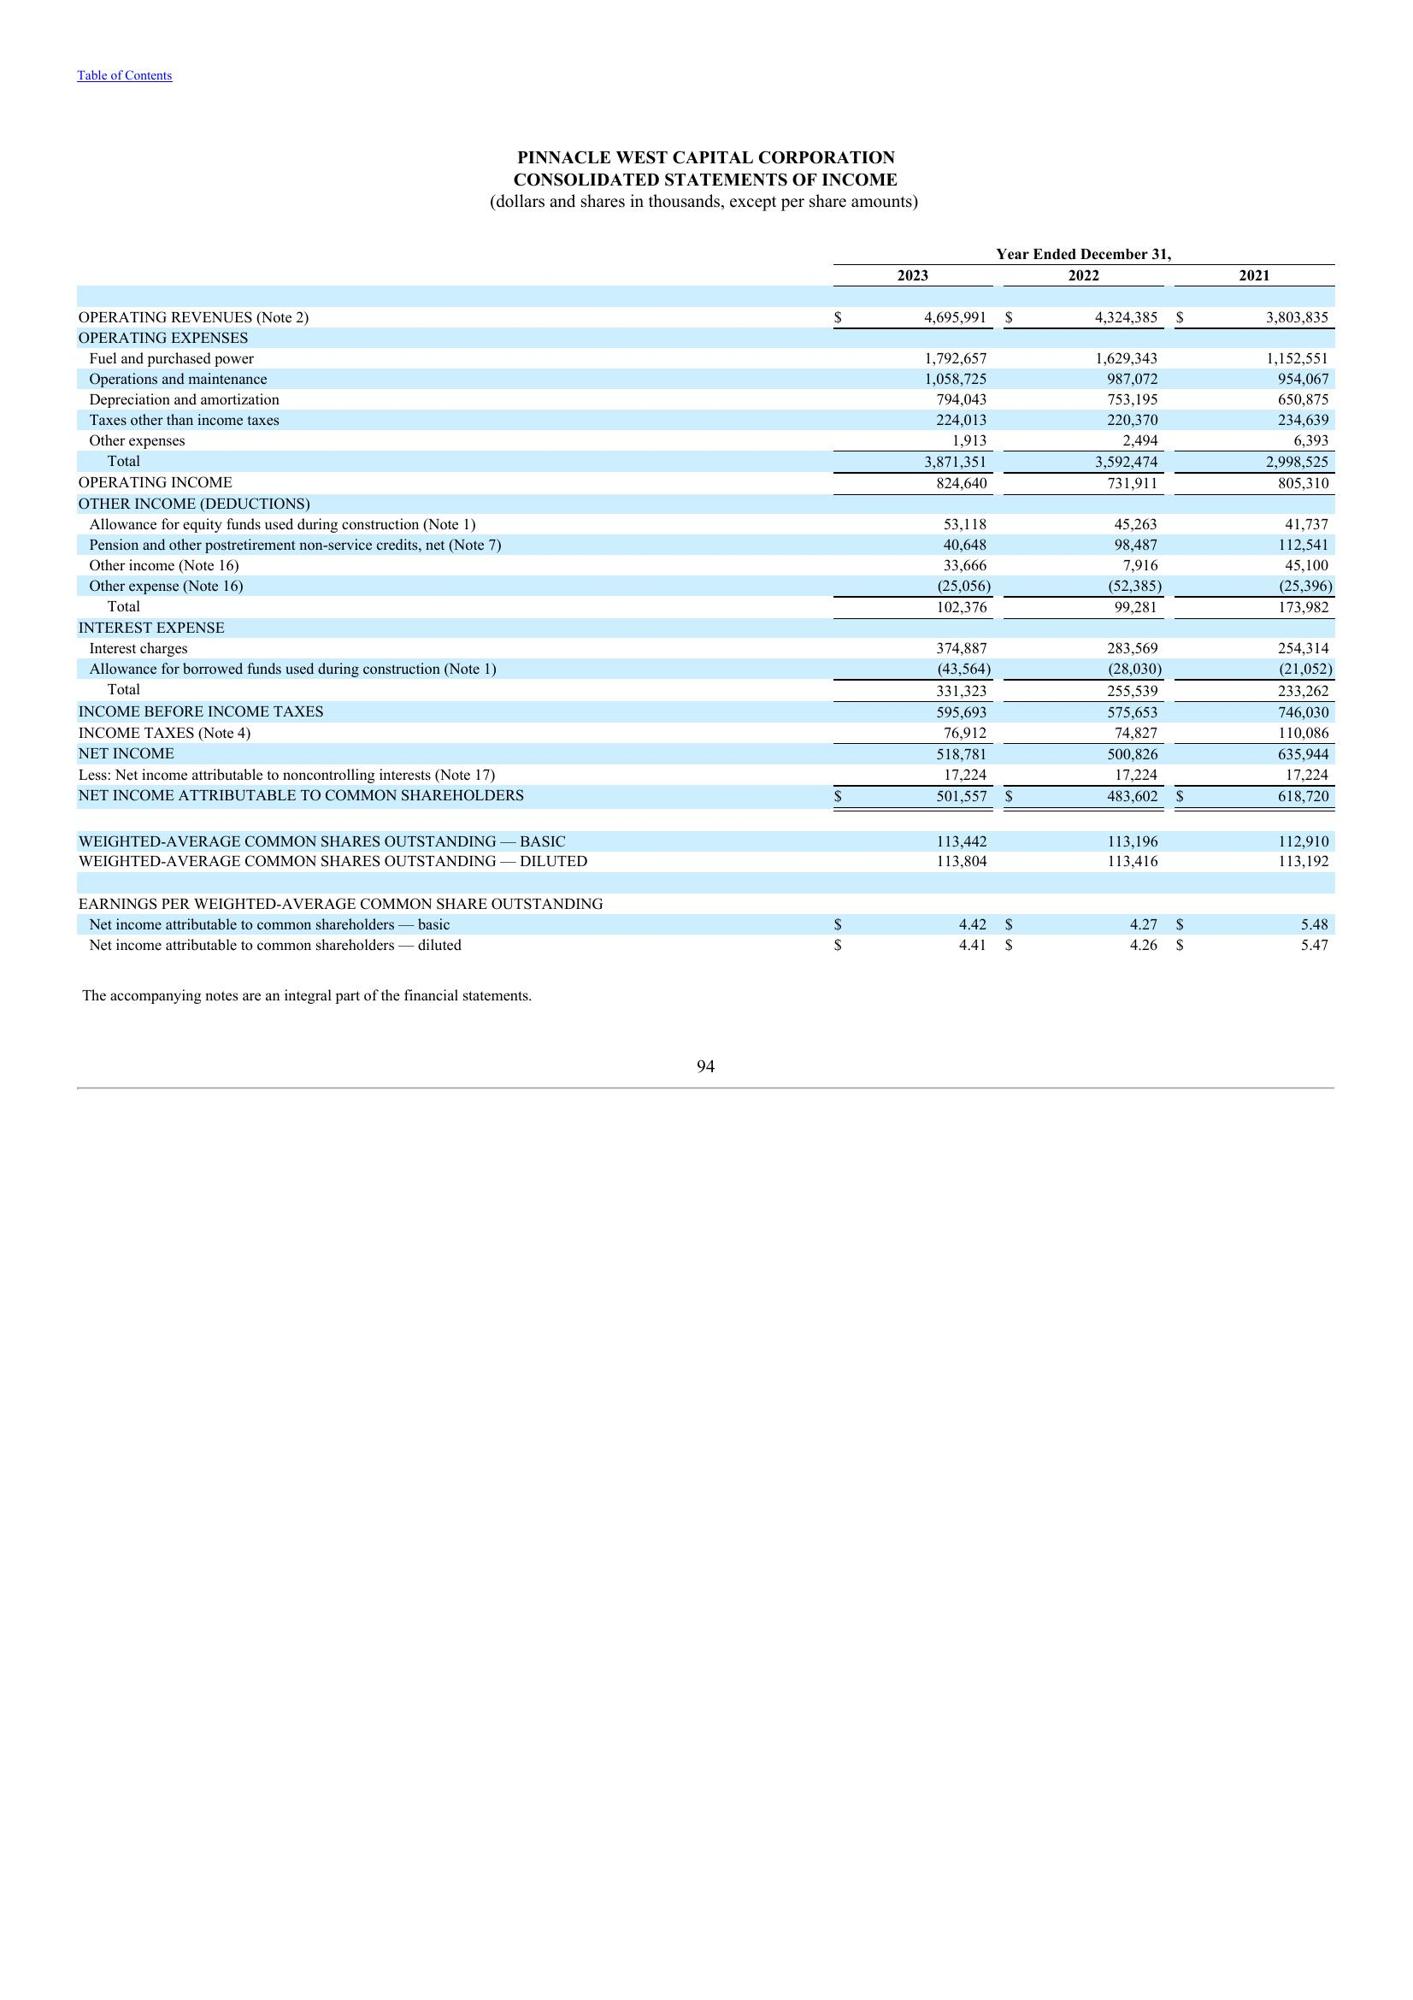 Table of Contents
PINNACLE WEST CAPITAL CORPORATION
CONSOLIDATED STATEMENTS OF INCOME
(dollars and shares in thousands, except per share amounts)
Year Ended December 31,
2023 2022 2021
OPERATING REVENUES (Note 2) $ 4,695,991 $ 4,324,385 $ 3,803,835
OPERATING EXPENSES
Fuel and purchased power 1,792,657 1,629,343 1,152,551
Operations and maintenance 1,058,725 987,072 954,067
Depreciation and amortization 794,043 753,195 650,875
Taxes other than income taxes 224,013 220,370 234,639
Other expenses 1,913 2,494 6,393
Total 3,871,351 3,592,474 2,998,525
OPERATING INCOME 824,640 731,911 805,310
OTHER INCOME (DEDUCTIONS)
Allowance for equity funds used during construction (Note 1) 53,118 45,263 41,737
Pension and other postretirement non-service credits, net (Note 7) 40,648 98,487 112,541
Other income (Note 16) 33,666 7,916 45,100
Other expense (Note 16) (25,056) (52,385) (25,396)
Total 102,376 99,281 173,982
INTEREST EXPENSE
Interest charges 374,887 283,569 254,314
Allowance for borrowed funds used during construction (Note 1) (43,564) (28,030) (21,052)
Total 331,323 255,539 233,262
INCOME BEFORE INCOME TAXES 595,693 575,653 746,030
INCOME TAXES (Note 4) 76,912 74,827 110,086
NET INCOME 518,781 500,826 635,944
Less: Net income attributable to noncontrolling interests (Note 17) 17,224 17,224 17,224
NET INCOME ATTRIBUTABLE TO COMMON SHAREHOLDERS $ 501,557 $ 483,602 $ 618,720
WEIGHTED-AVERAGE COMMON SHARES OUTSTANDING — BASIC 113,442 113,196 112,910
WEIGHTED-AVERAGE COMMON SHARES OUTSTANDING — DILUTED 113,804 113,416 113,192
EARNINGS PER WEIGHTED-AVERAGE COMMON SHARE OUTSTANDING
Net income attributable to common shareholders — basic $ 4.42 $ 4.27 $ 5.48
Net income attributable to common shareholders — diluted $ 4.41 $ 4.26 $ 5.47
The accompanying notes are an integral part of the financial statements.
94